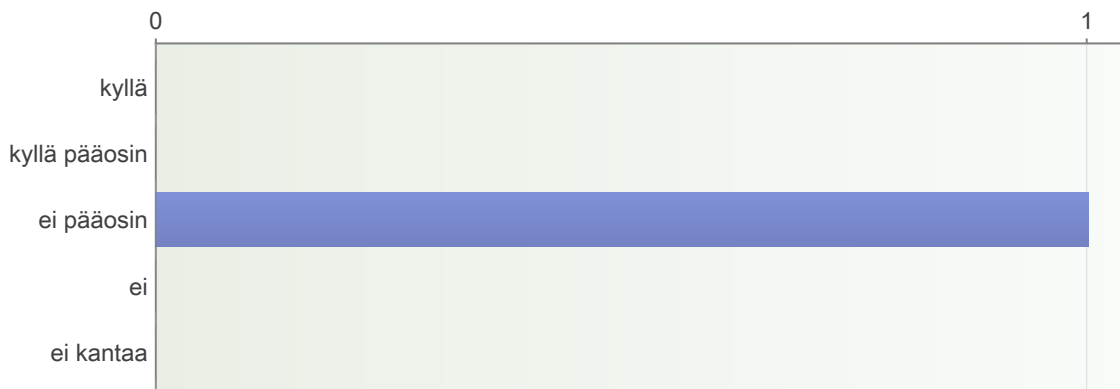 0 1
kyllä
kyllä pääosin
ei pääosin
ei
ei kantaa